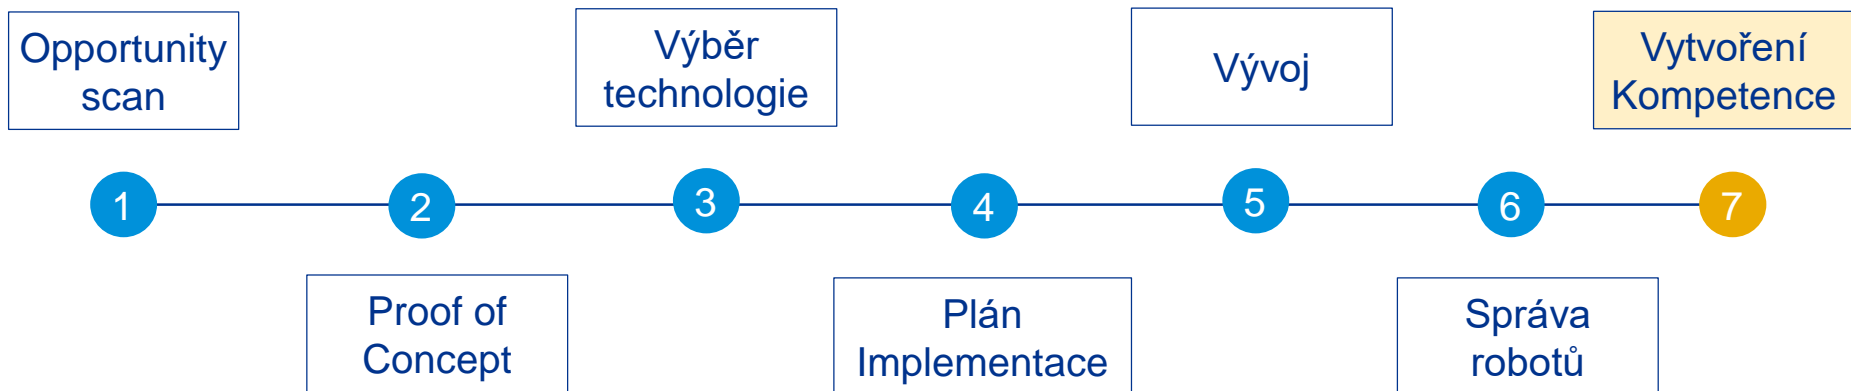 Opportunity
scan
Výběr
technologie
Vývoj
Vytvoření
Kompetence
1
2
3
4
5
6
7
Proof of
Concept
Plán
Implementace
Správa
robotů